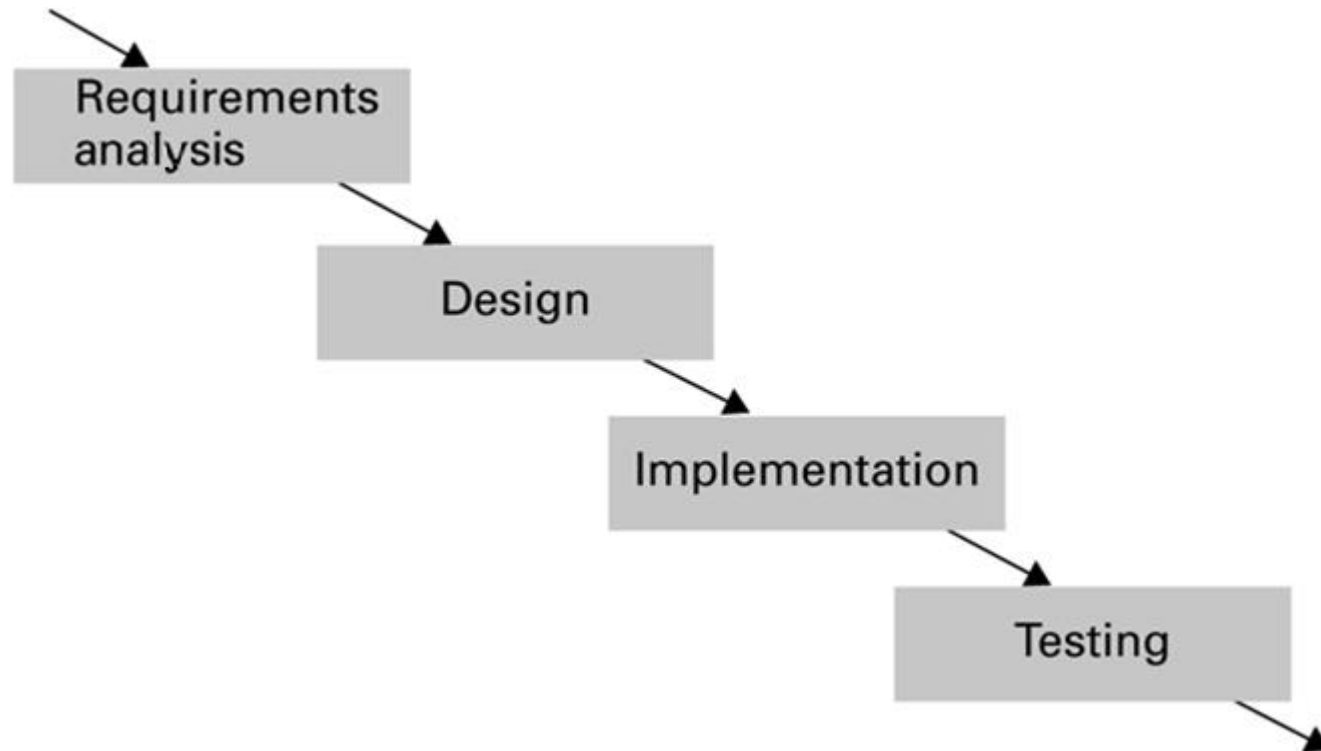 Requirements
analysis
Design
Implementation
Testing